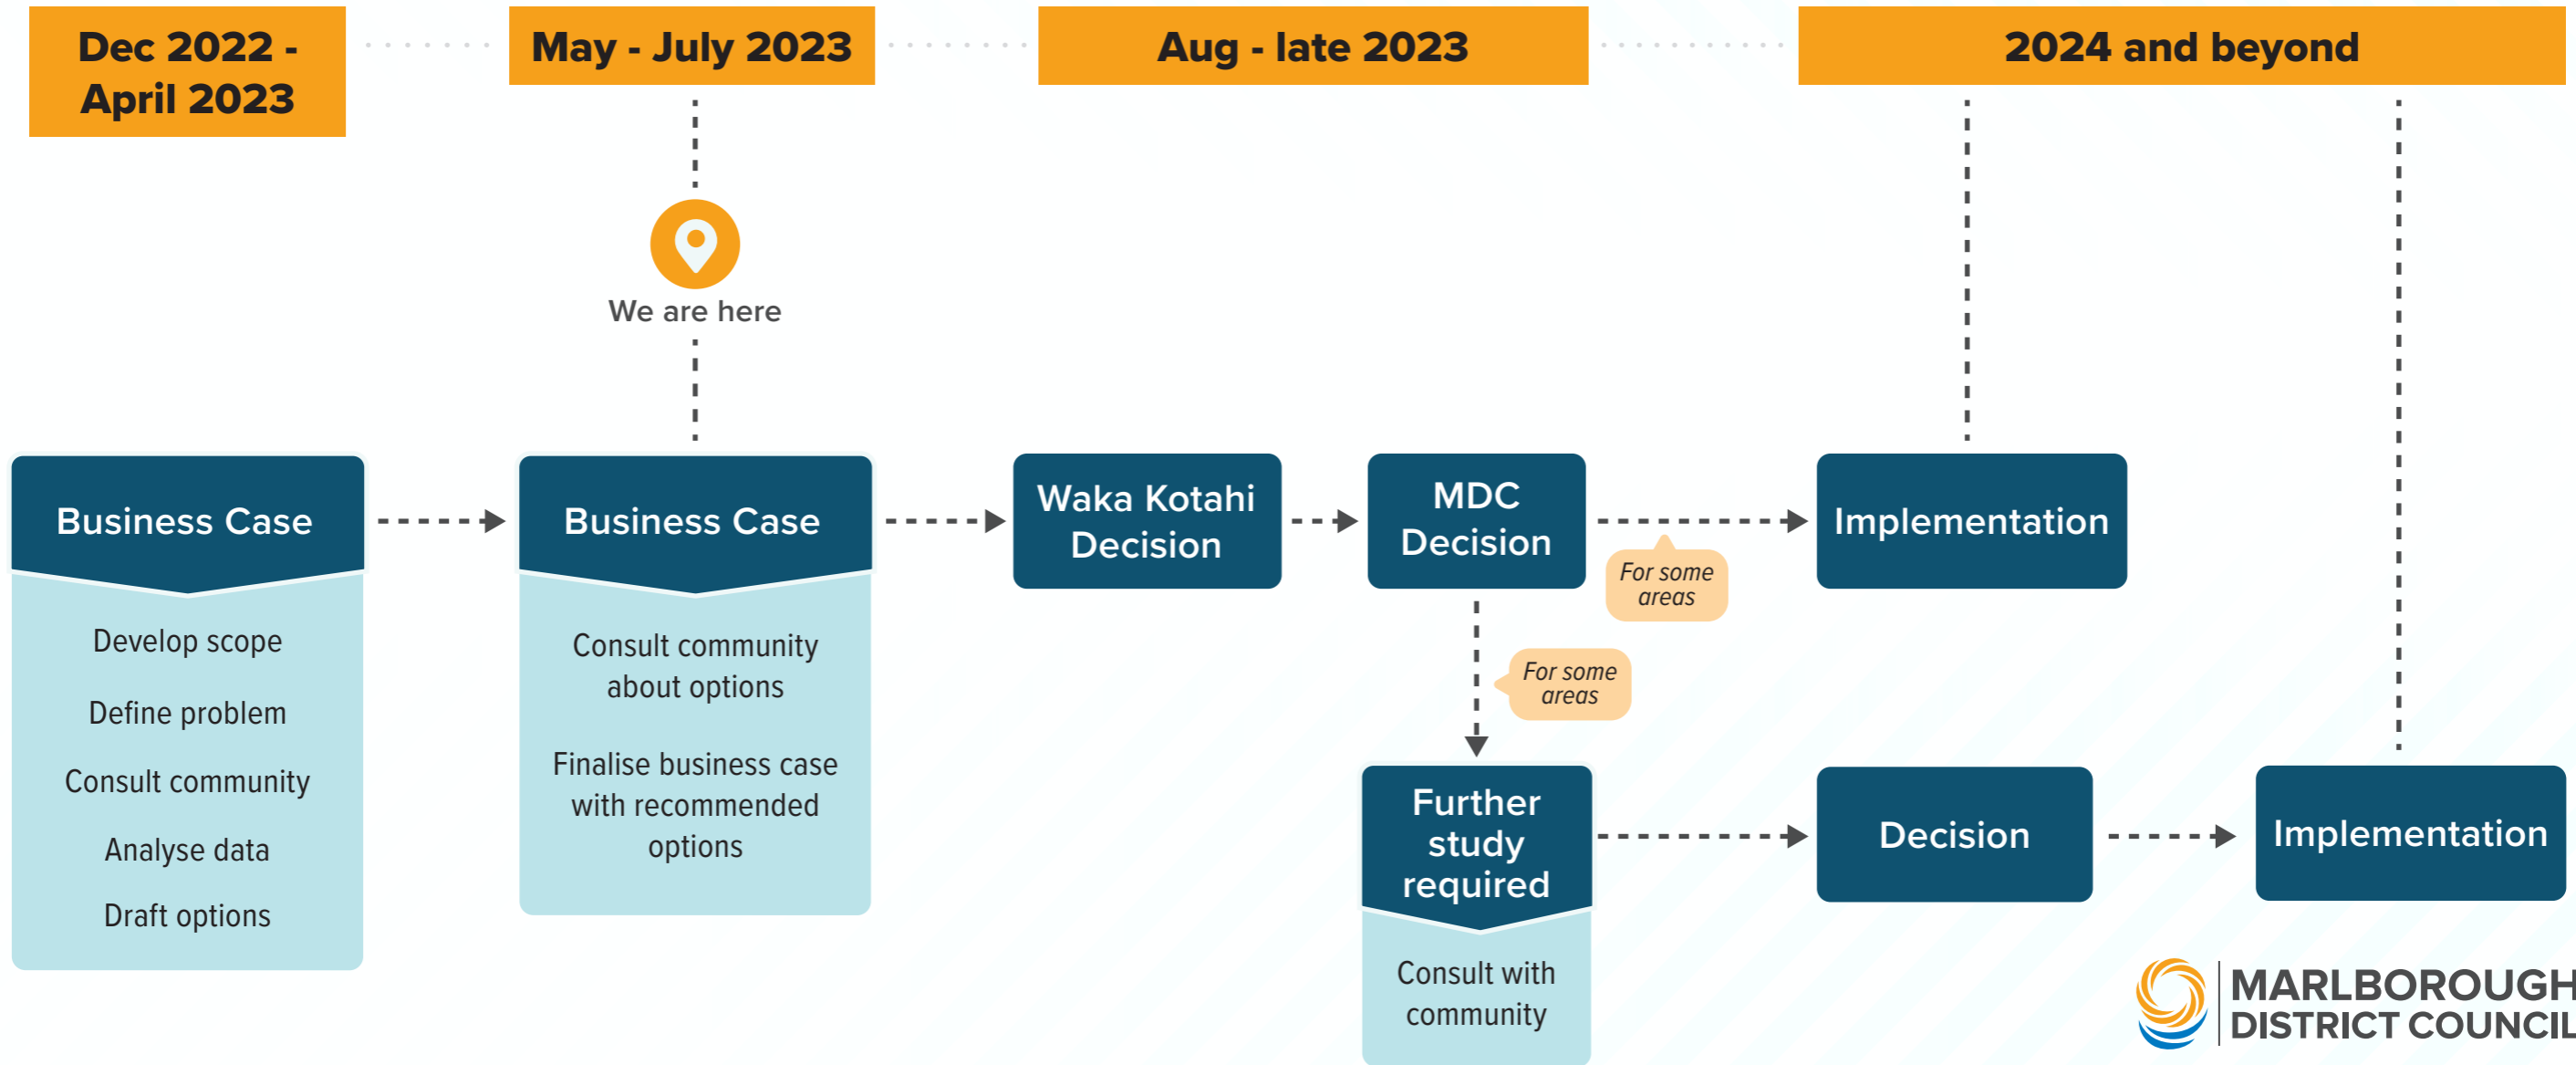 Dec 2022 -
April 2023
May - July 2023
Aug - late 2023
2024 and beyond
We are here
Business Case
Develop scope
Define problem
Consult community
Analyse data
Draft options
Business Case
Consult community
about options
Finalise business case
with recommended
options
Waka Kotahi
Decision
MDC
Decision
For some
areas
Implementation
For some
areas
Further
study
required
Consult with
community
Decision
Implementation
MARLBOROUGH
DISTRICT COUNCIL